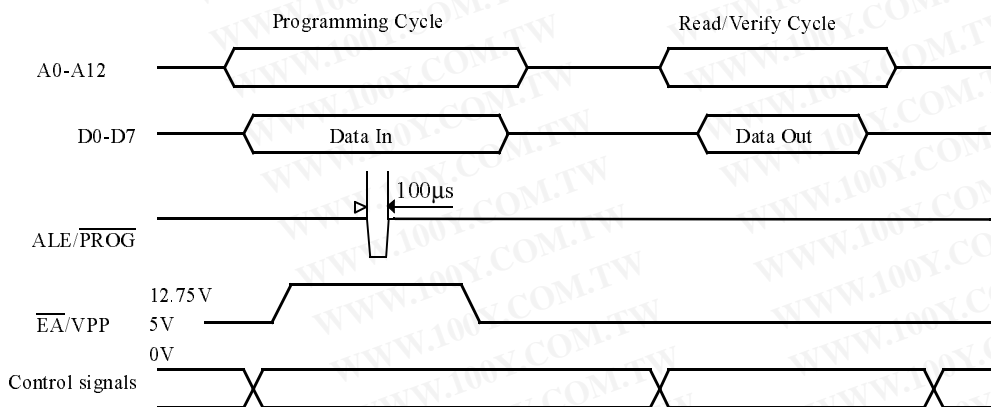 Programming Cycle Read/Verify Cycle
A0-A12
D0-D7 Data In Data Out
100μs
ALE/PROG
12.75V
EA/VPP 5V
0V
Control signals
WWW.100Y.COM.TW